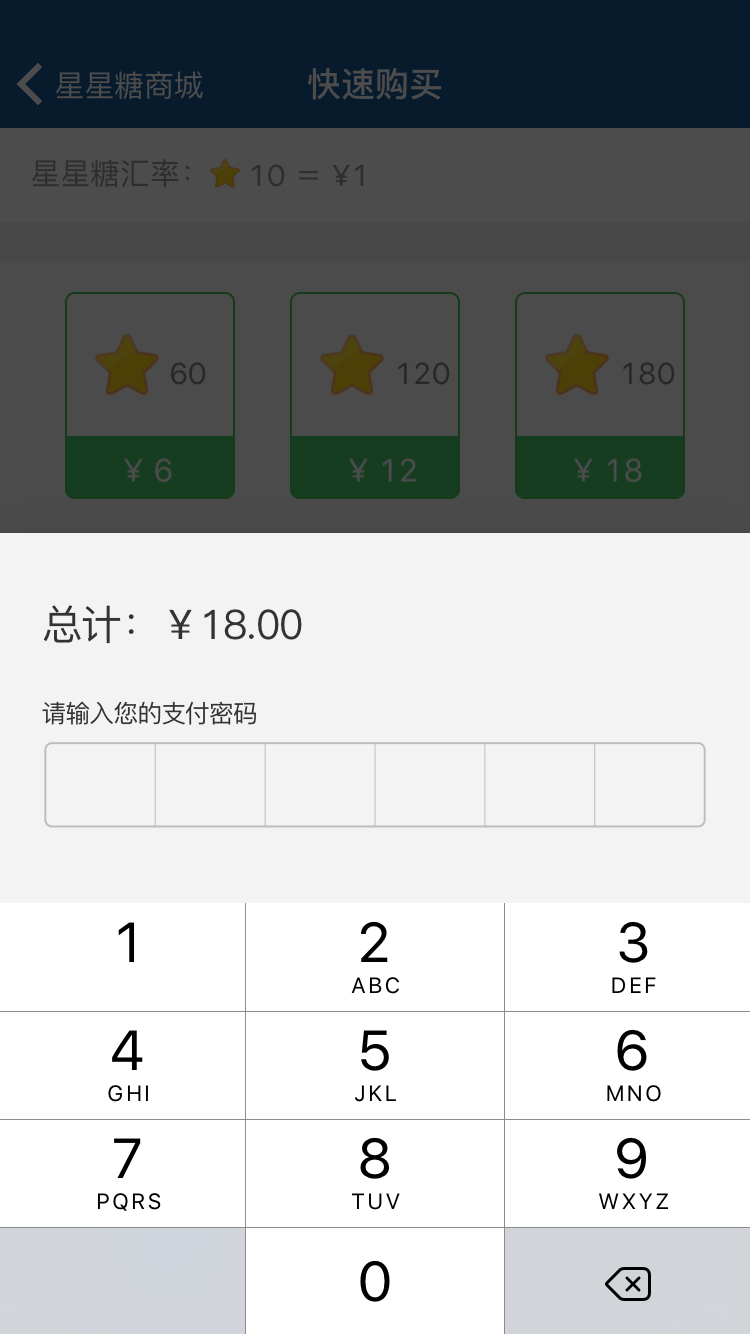 星星糖商城 快速购买
星星糖汇率: 10 = ¥1
60 120 180
¥ 6 ¥ 12 ¥ 18
总计: ¥ 18.00
请输入您的支付密码
1 2 3
ABC DEF
4 5 6
GHI JKL MNO
7 8 9
PQRS TUV WXYZ
0